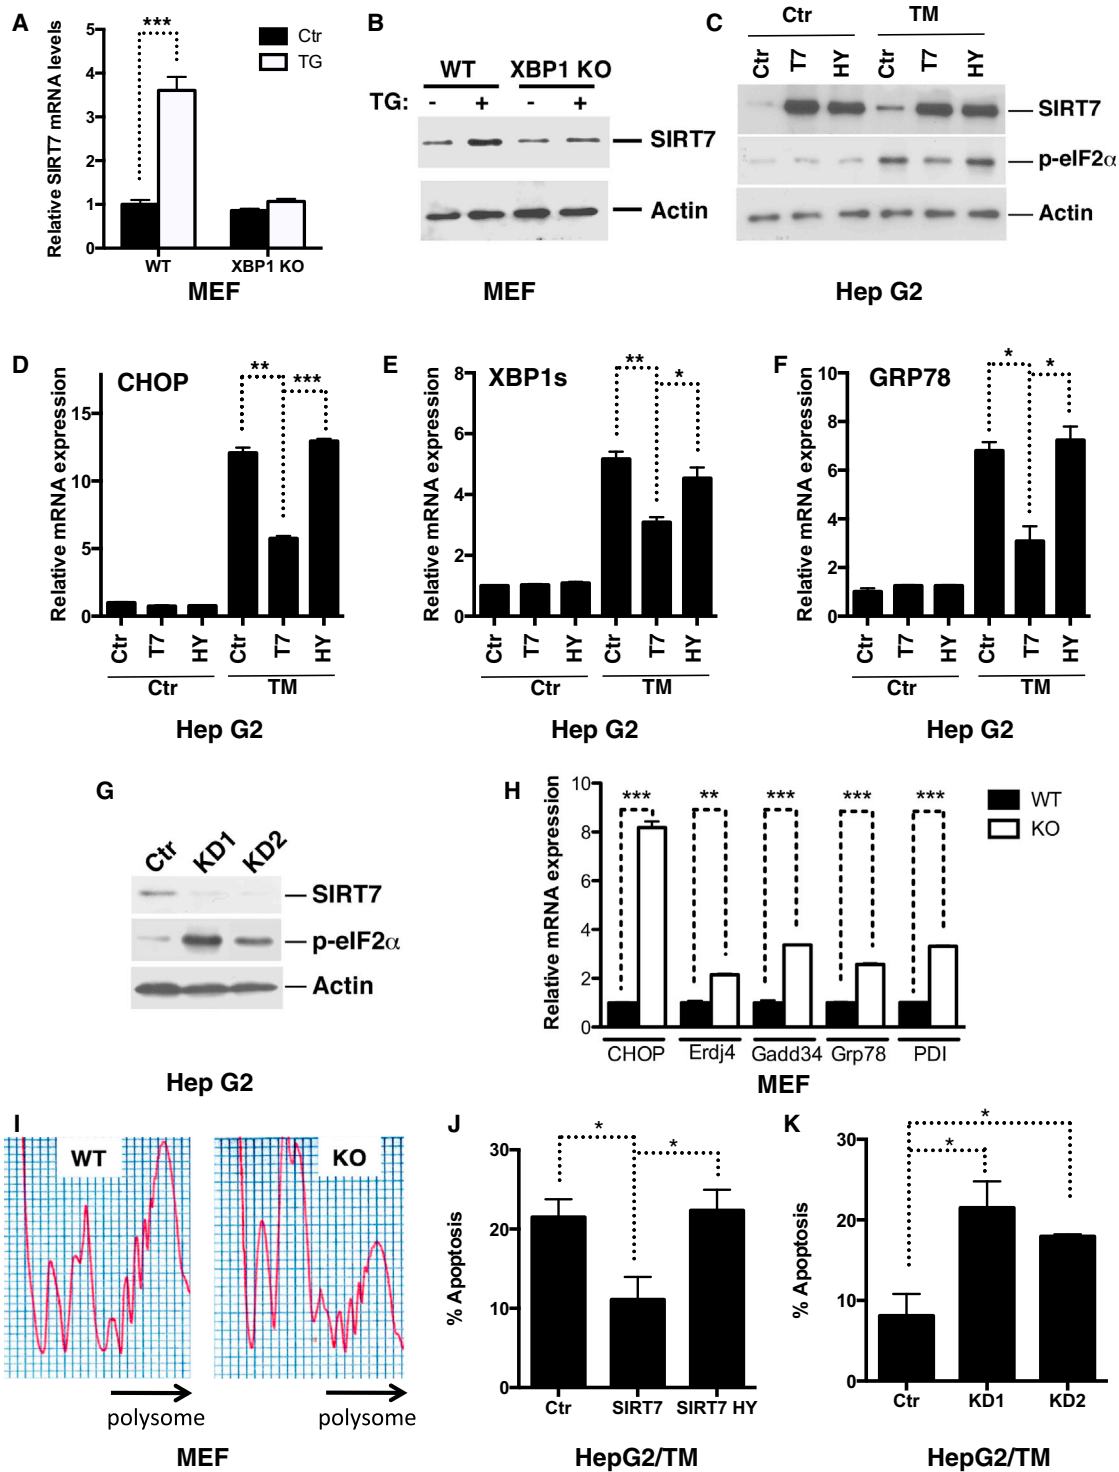 A
Relative SIRT7 mRNA levels
5
4
3
2
1
0
***
Ctr
TG
WT
XBP1 KO
MEF
B
WT
XBP1 KO
TG:
-
+
-
+
SIRT7
Actin
MEF
C
Ctr
TM
Ctr
T7
HY
Ctr
T7
HY
SIRT7
p-eIF2α
Actin
Hep G2
D
CHOP
Relative mRNA expression
15
10
5
0
**
***
Ctr
T7
HY
Ctr
T7
HY
Ctr
TM
Hep G2
E
XBP1s
Relative mRNA expression
8
6
4
2
0
**
*
Ctr
T7
HY
Ctr
T7
HY
Ctr
TM
Hep G2
F
GRP78
Relative mRNA expression
10
8
6
4
2
0
*
*
Ctr
T7
HY
Ctr
T7
HY
Ctr
TM
Hep G2
G
Ctr
KD1
KD2
SIRT7
p-eIF2α
Actin
Hep G2
H
Relative mRNA expression
10
8
6
4
2
0
***
**
***
***
***
WT
KO
CHOP
Erdj4
Gadd34
Grp78
PDI
MEF
I
WT
KO
polysome
polysome
MEF
J
% Apoptosis
30
20
10
0
*
*
Ctr
SIRT7
SIRT7 HY
HepG2/TM
K
% Apoptosis
30
20
10
0
*
*
Ctr
KD1
KD2
HepG2/TM